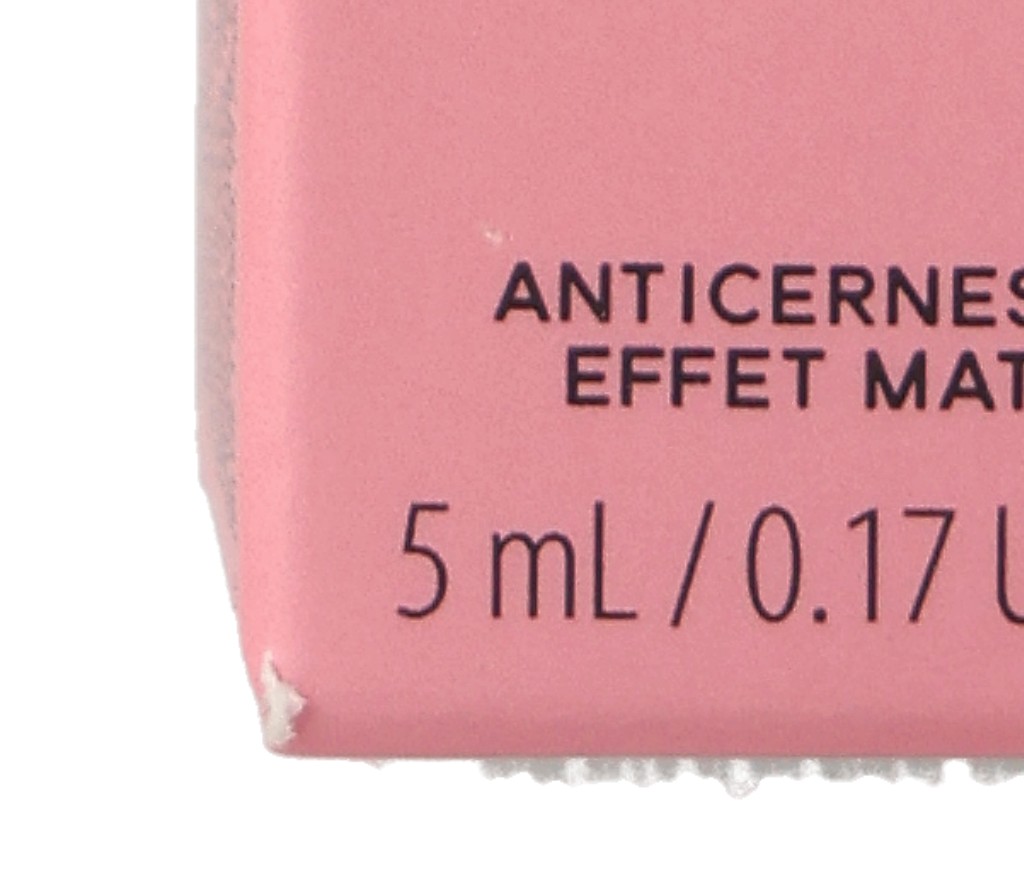 ANTICERNES
EFFET MAT
5 mL / 0.17 U